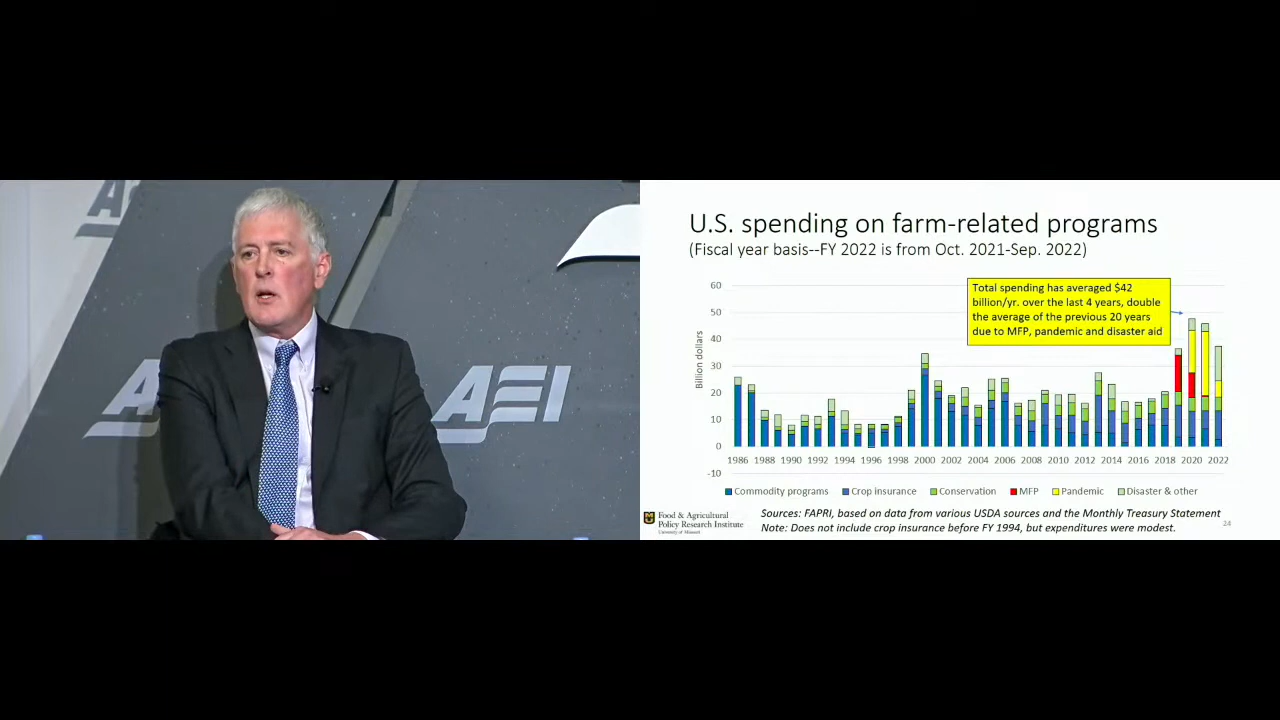 A
A
AEI
U.S. spending on farm-related programs
(Fiscal year basis--FY 2022 is from Oct. 2021-Sep. 2022)
Total spending has averaged $42
billion/yr. over the last 4 years, double
the average of the previous 20 years
due to MFP, pandemic and disaster aid
Billion dollars
60
50
40
30
20
10
0
-10
1986 1988 1990 1992 1994 1996 1998 2000 2002 2004 2006 2008 2010 2012 2014 2016 2018 2020 2022
Commodity programs Crop insurance Conservation MFP Pandemic Disaster & other
Food & Agricultural
Policy Research Institute
University of Missouri
Sources: FAPRI, based on data from various USDA sources and the Monthly Treasury Statement
Note: Does not include crop insurance before FY 1994, but expenditures were modest.
24